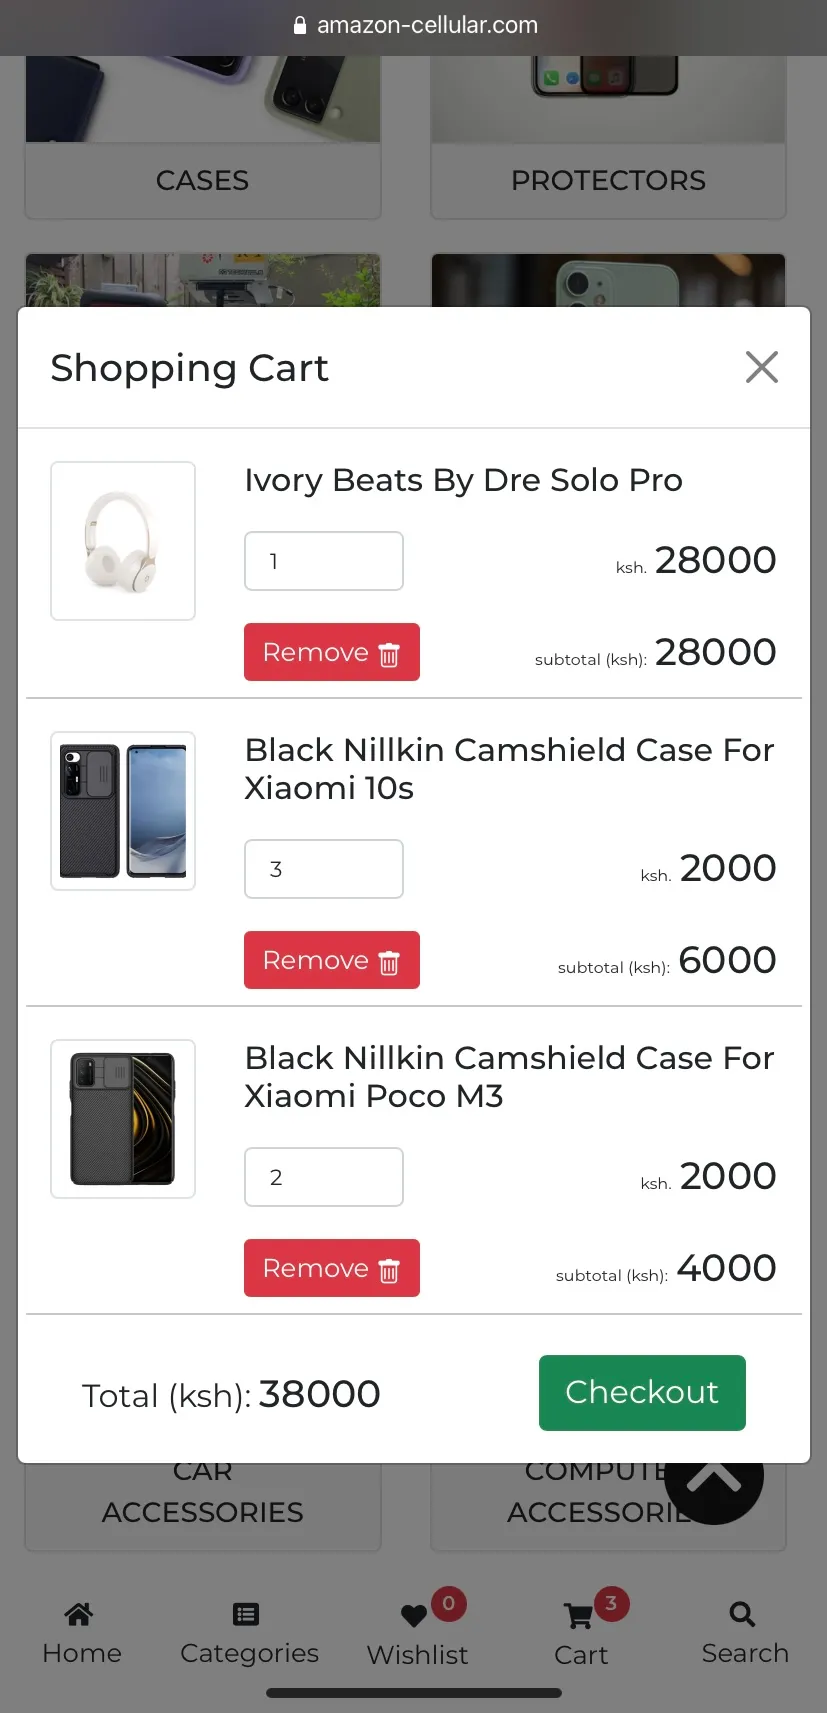 amazon-cellular.com
CASES
PROTECTORS
Shopping Cart
Ivory Beats By Dre Solo Pro
1
ksh. 28000
Remove
subtotal (ksh): 28000
Black Nillkin Camshield Case For
Xiaomi 10s
3
ksh. 2000
Remove
subtotal (ksh): 6000
Black Nillkin Camshield Case For
Xiaomi Poco M3
2
ksh. 2000
Remove
subtotal (ksh): 4000
Total (ksh): 38000
Checkout
CAR
ACCESSORIES
COMPUTE
ACCESSORIE
0
3
Home
Categories
Wishlist
Cart
Search